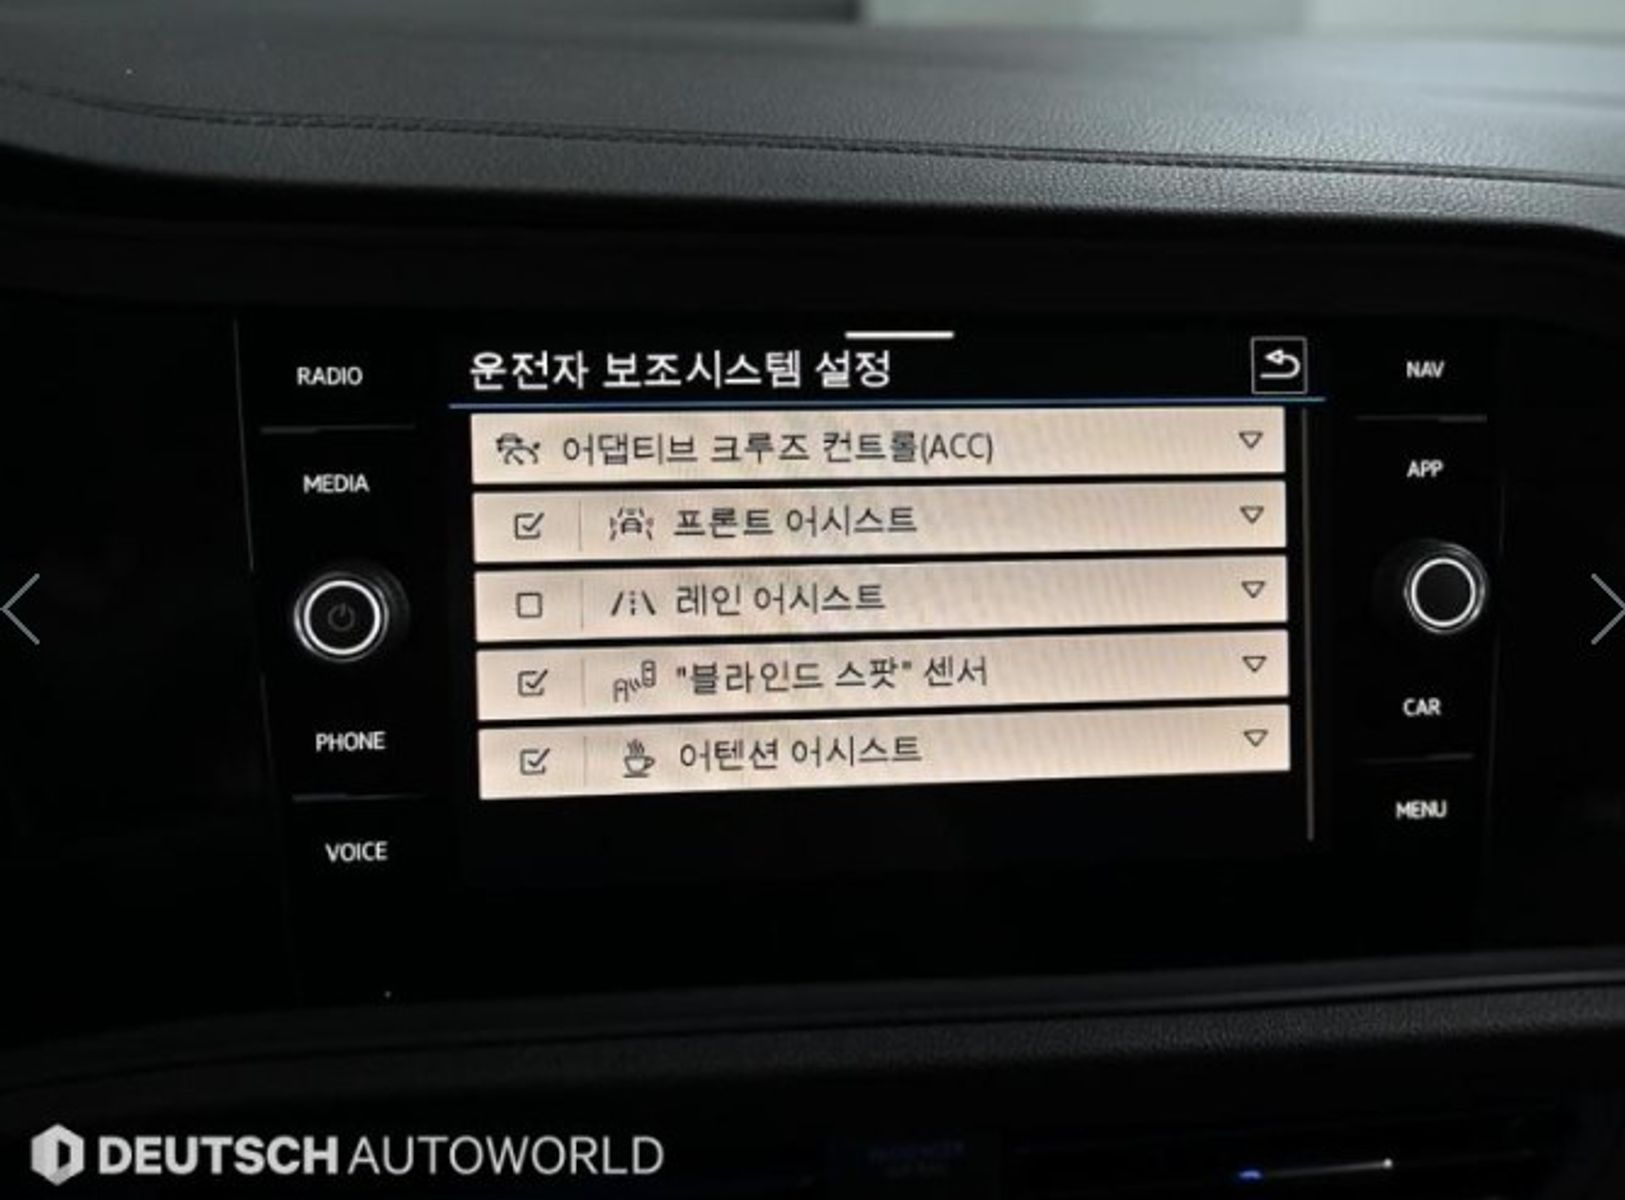 RADIO
MEDIA
PHONE
VOICE
운전자 보조시스템 설정
어댑티브 크루즈 컨트롤(ACC)
프론트 어시스트
레인 어시스트
"블라인드 스팟" 센서
어텐션 어시스트
NAV
APP
CAR
MENU
DEUTSCH AUTOWORLD